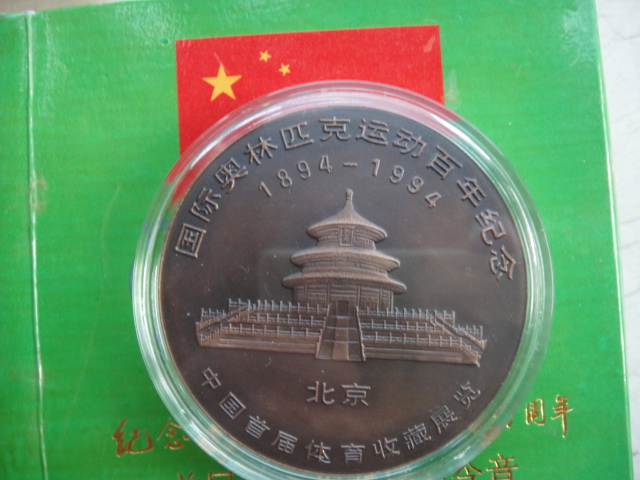 国际奥林匹克运动百年纪念
1894-1994
北京
中国首届体育收藏展览
纪念
周年